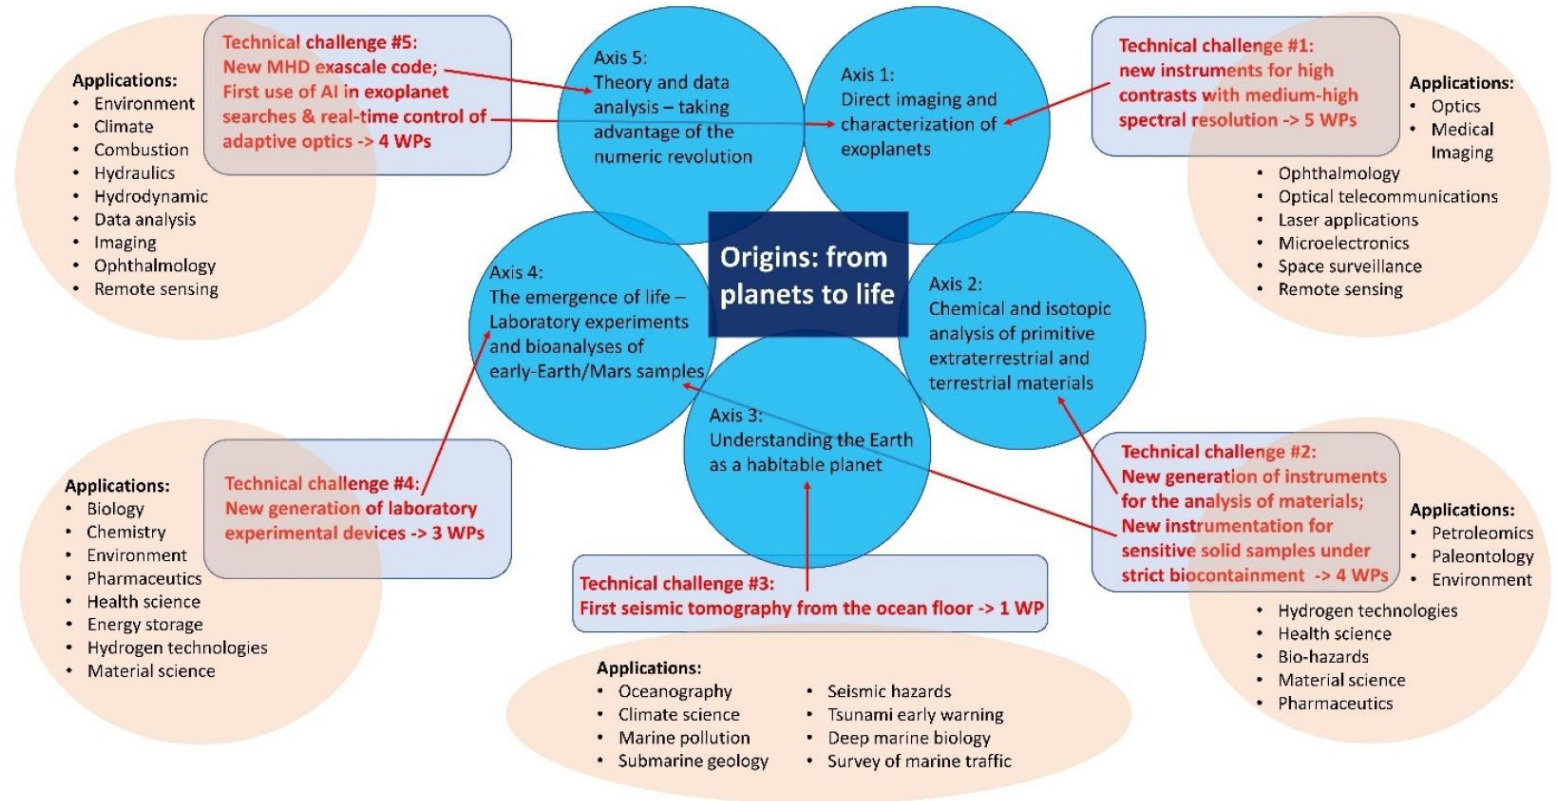 Technical challenge #5:
New MHD exascale code;
First use of AI in exoplanet
searches & real-time control of
adaptive optics -> 4 WPs
Applications:
• Environment
• Climate
• Combustion
• Hydraulics
• Hydrodynamic
• Data analysis
• Imaging
• Ophthalmology
• Remote sensing
Axis 5:
Theory and data
analysis – taking
advantage of the
numeric revolution
Axis 1:
Direct imaging and
characterization of
exoplanets
Technical challenge #1:
new instruments for high
contrasts with medium-high
spectral resolution -> 5 WPs
Applications:
• Optics
• Medical
Imaging
• Ophthalmology
• Optical telecommunications
• Laser applications
• Microelectronics
• Space surveillance
• Remote sensing
Origins: from
planets to life
Axis 4:
The emergence of life –
Laboratory experiments
and bioanalyses of
early-Earth/Mars samples
Axis 2:
Chemical and isotopic
analysis of primitive
extraterrestrial and
terrestrial materials
Axis 3:
Understanding the Earth
as a habitable planet
Technical challenge #4:
New generation of laboratory
experimental devices -> 3 WPs
Applications:
• Biology
• Chemistry
• Environment
• Pharmaceutics
• Health science
• Energy storage
• Hydrogen technologies
• Material science
Technical challenge #2:
New generation of instruments
for the analysis of materials;
New instrumentation for
sensitive solid samples under
strict biocontainment -> 4 WPs
Applications:
• Petroleomics
• Paleontology
• Environment
• Hydrogen technologies
• Health science
• Bio-hazards
• Material science
• Pharmaceutics
Technical challenge #3:
First seismic tomography from the ocean floor -> 1 WP
Applications:
• Oceanography
• Climate science
• Marine pollution
• Submarine geology
• Seismic hazards
• Tsunami early warning
• Deep marine biology
• Survey of marine traffic